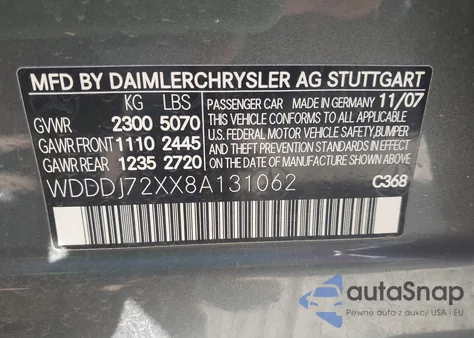 MFD BY DAIMLERCHRYSLER AG STUTTGART
KG LBS
GVWR 2300 5070
GAWR FRONT 1110 2445
GAWR REAR 1235 2720
PASSENGER CAR MADE IN GERMANY 11/07
THIS VEHICLE CONFORMS TO ALL APPLICABLE
U.S. FEDERAL MOTOR VEHICLE SAFETY, BUMPER
AND THEFT PREVENTION STANDARDS IN EFFECT
ON THE DATE OF MANUFACTURE SHOWN ABOVE
WDDDJ72XX8A131062
C368
autaSnap
Pewne auta z aukcji USA i EU